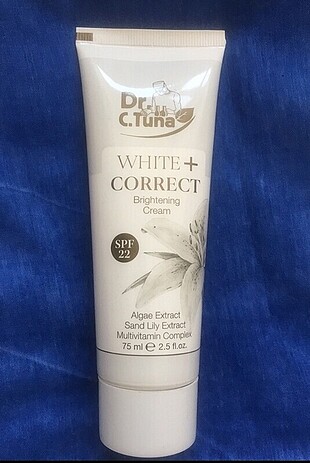 Dr.
C.Tuna
WHITE +
CORRECT
Brightening
Cream
SPF
22
Algae Extract
Sand Lily Extract
Multivitamin Complex
75 ml ℮ 2.5 fl.oz.